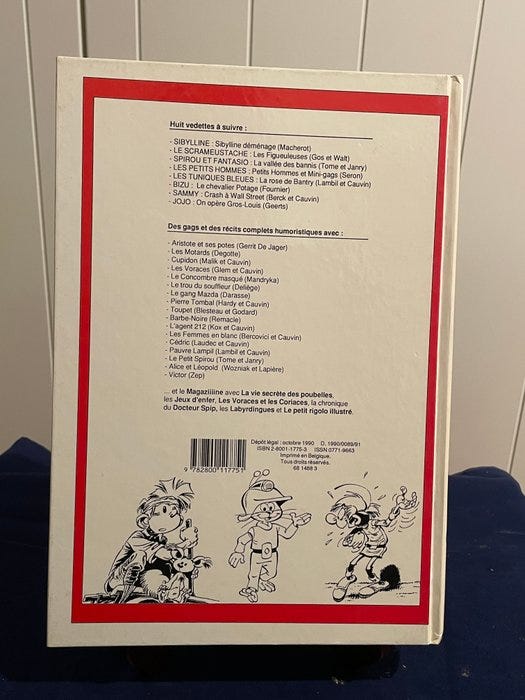 Huit vedettes à suivre :
- SIBYLLINE : Sibylline déménage (Macherot)
- LE SCRAMEUSTACHE : Les Figueuleuses (Gos et Walt)
- SPIROU ET FANTASIO : La vallée des bannis (Tome et Janry)
- LES PETITS HOMMES : Petits Hommes et Mini-gags (Seron)
- LES TUNIQUES BLEUES : La rose de Bantry (Lambil et Cauvin)
- BIZU : Le chevalier Potage (Fournier)
- SAMMY : Crash à Wall Street (Berck et Cauvin)
- JOJO : On opère Gros-Louis (Geerts)
Des gags et des récits complets humoristiques avec :
- Aristote et ses potes (Gerrit De Jager)
- Les Motards (Degotte)
- Cupidon (Malik et Cauvin)
- Les Voraces (Glem et Cauvin)
- Le Concombre masqué (Mandryka)
- Le trou du souffleur (Deliège)
- Le gang Mazda (Darasse)
- Pierre Tombal (Hardy et Cauvin)
- Toupet (Blesteau et Godard)
- Barbe-Noire (Remacle)
- L'agent 212 (Kox et Cauvin)
- Les Femmes en blanc (Bercovici et Cauvin)
- Cédric (Laudec et Cauvin)
- Pauvre Lampil (Lambil et Cauvin)
- Le Petit Spirou (Tome et Janry)
- Alice et Léopold (Wozniak et Lapière)
- Victor (Zep)
... et le Magaziiiine avec La vie secrète des poubelles,
les Jeux d'enfer, Les Voraces et les Coriaces, la chronique
du Docteur Spip, les Labyrdingues et Le petit rigolo illustré.
Dépôt légal : octobre 1990 D. 1990/0089/91
ISBN 2-8001-1775-3 ISSN 0771-9663
Imprimé en Belgique.
Tous droits réservés.
68 1488 3
9 782800 117751